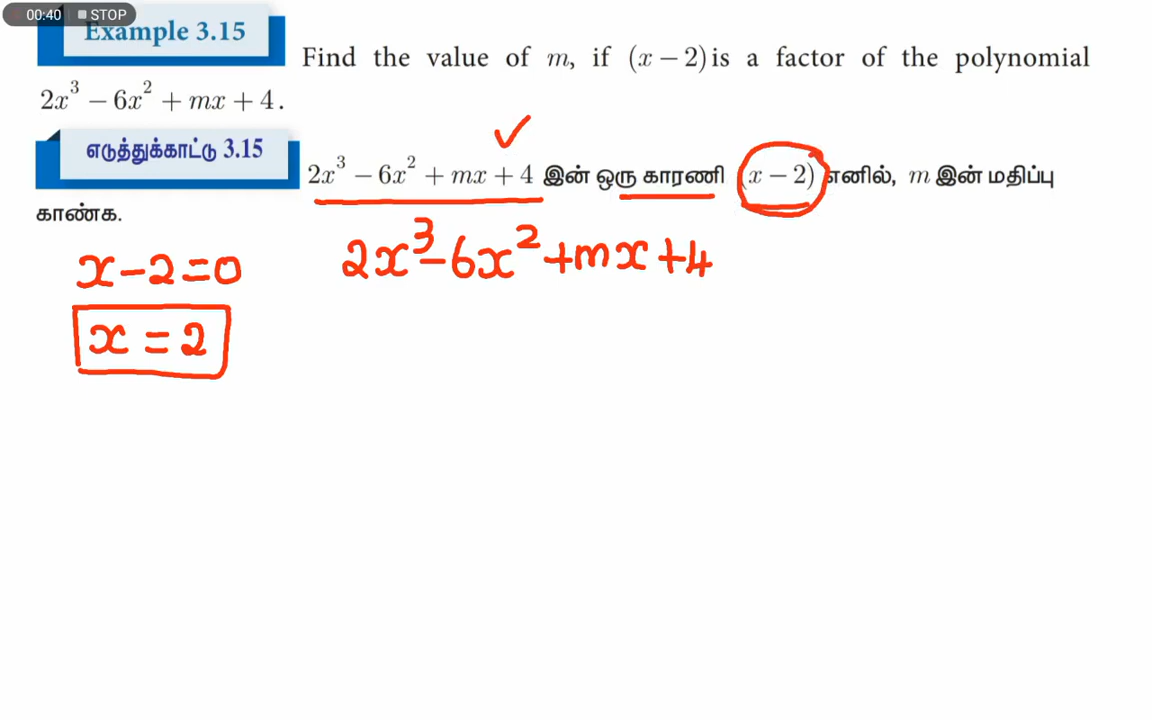 00:40 STOP
Example 3.15
Find the value of m, if (x − 2) is a factor of the polynomial
2x³ − 6x² + mx + 4.
எடுத்துக்காட்டு 3.15
2x³ − 6x² + mx + 4 இன் ஒரு காரணி (x − 2) எனில், m இன் மதிப்பு
காண்க.
x − 2 = 0
2x³ − 6x² + mx + 4
x = 2